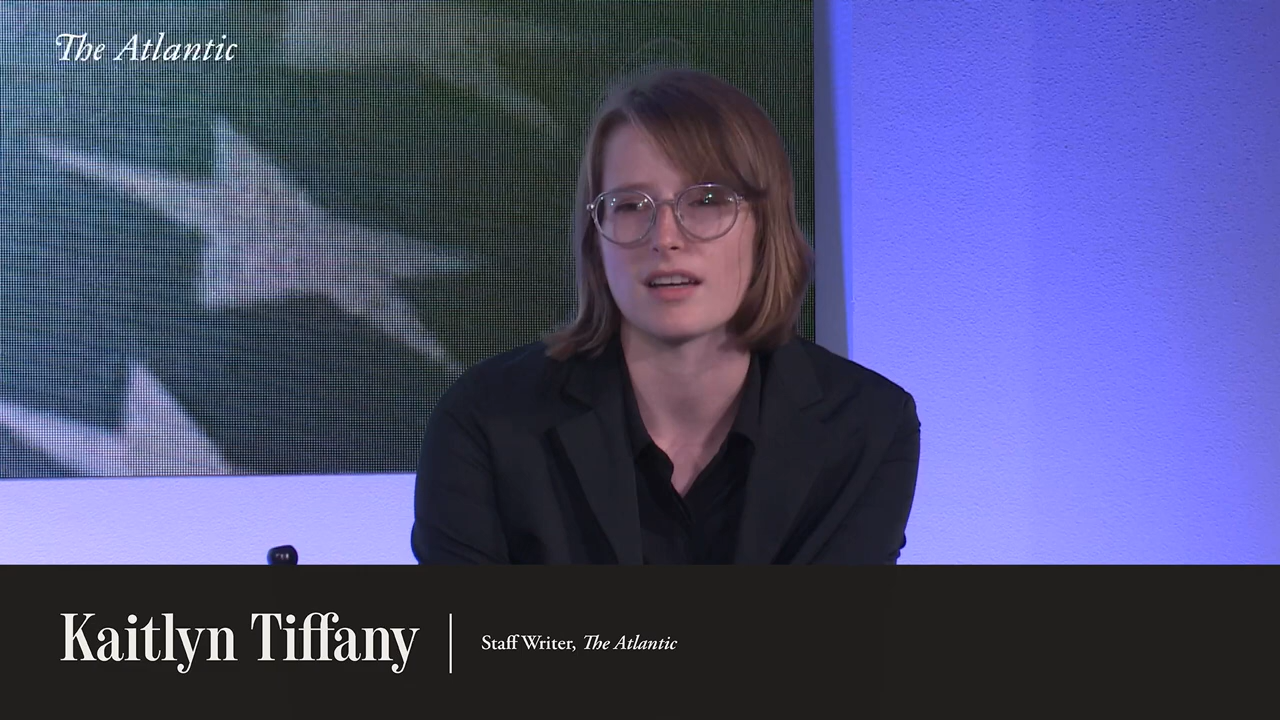 The Atlantic
Kaitlyn Tiffany
Staff Writer, The Atlantic